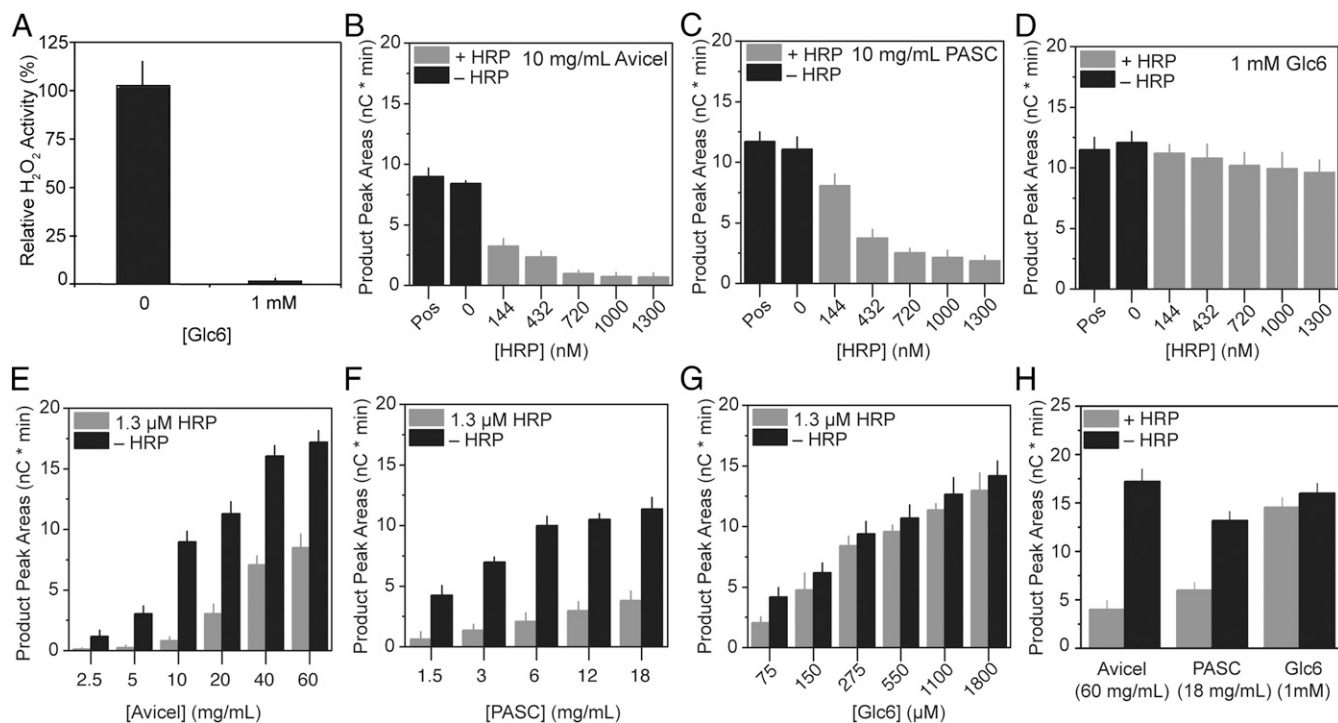 A
Relative H₂O₂ Activity (%)
125
100
75
50
25
0
0
1 mM
[Glc6]
B
Product Peak Areas (nC * min)
20
15
10
5
0
+ HRP
– HRP
10 mg/mL Avicel
Pos
0
144
432
720
1000
1300
[HRP] (nM)
C
Product Peak Areas (nC * min)
20
15
10
5
0
+ HRP
– HRP
10 mg/mL PASC
Pos
0
144
432
720
1000
1300
[HRP] (nM)
D
Product Peak Areas (nC * min)
20
15
10
5
0
+ HRP
– HRP
1 mM Glc6
Pos
0
144
432
720
1000
1300
[HRP] (nM)
E
Product Peak Areas (nC * min)
20
15
10
5
0
1.3 µM HRP
– HRP
2.5
5
10
20
40
60
[Avicel] (mg/mL)
F
Product Peak Areas (nC * min)
20
15
10
5
0
1.3 µM HRP
– HRP
1.5
3
6
12
18
[PASC] (mg/mL)
G
Product Peak Areas (nC * min)
20
15
10
5
0
1.3 µM HRP
– HRP
75
150
275
550
1100
1800
[Glc6] (µM)
H
Product Peak Areas (nC * min)
25
20
15
10
5
0
+ HRP
– HRP
Avicel
(60 mg/mL)
PASC
(18 mg/mL)
Glc6
(1mM)